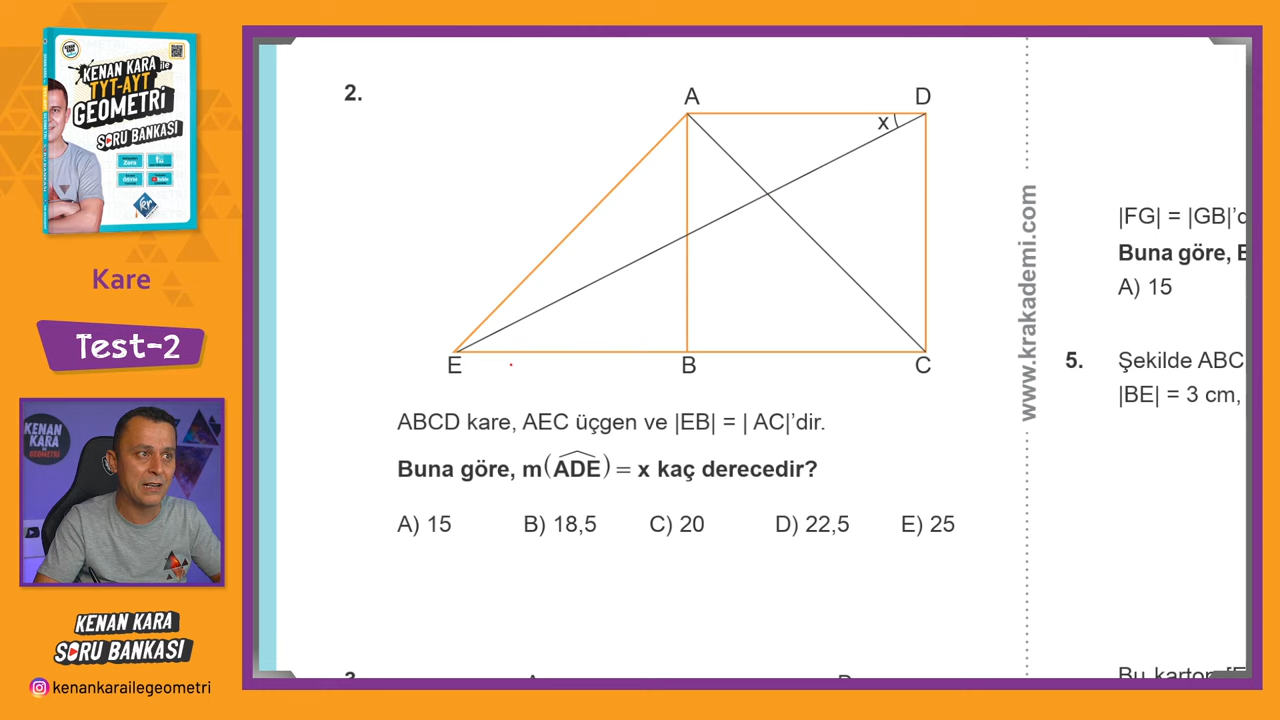 KENAN KARA ile
TYT-AYT
GEOMETRİ
SORU BANKASI
Kare
Test-2
KENAN
KARA
KENAN KARA
SORU BANKASI
kenankarailegeometri
2.
A
D
x
E
B
C
ABCD kare, AEC üçgen ve |EB| = | AC|'dir.
Buna göre, m(ADE) = x kaç derecedir?
A) 15 B) 18,5 C) 20 D) 22,5 E) 25
www.krakademi.com
|FG| = |GB|'d
Buna göre, E
A) 15
5. Şekilde ABC
|BE| = 3 cm,